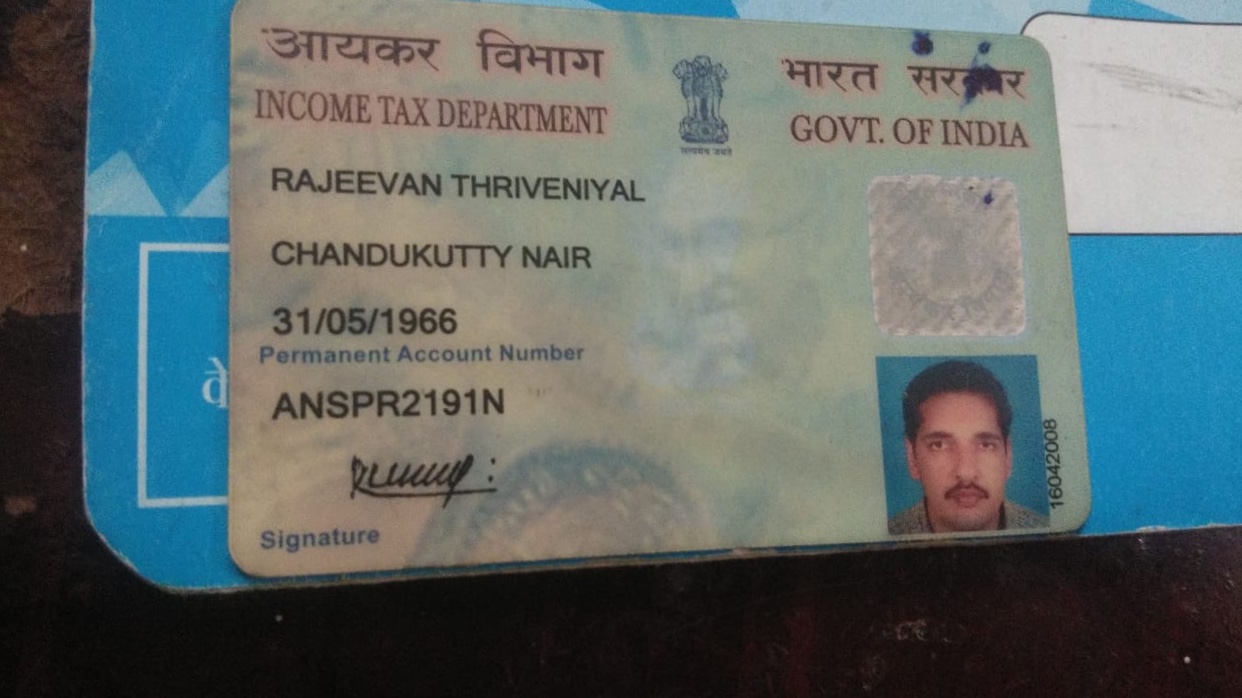 आयकर विभाग
INCOME TAX DEPARTMENT
भारत सरकार
GOVT. OF INDIA
सत्यमेव जयते
RAJEEVAN THRIVENIYAL
CHANDUKUTTY NAIR
31/05/1966
Permanent Account Number
ANSPR2191N
Signature
16042008